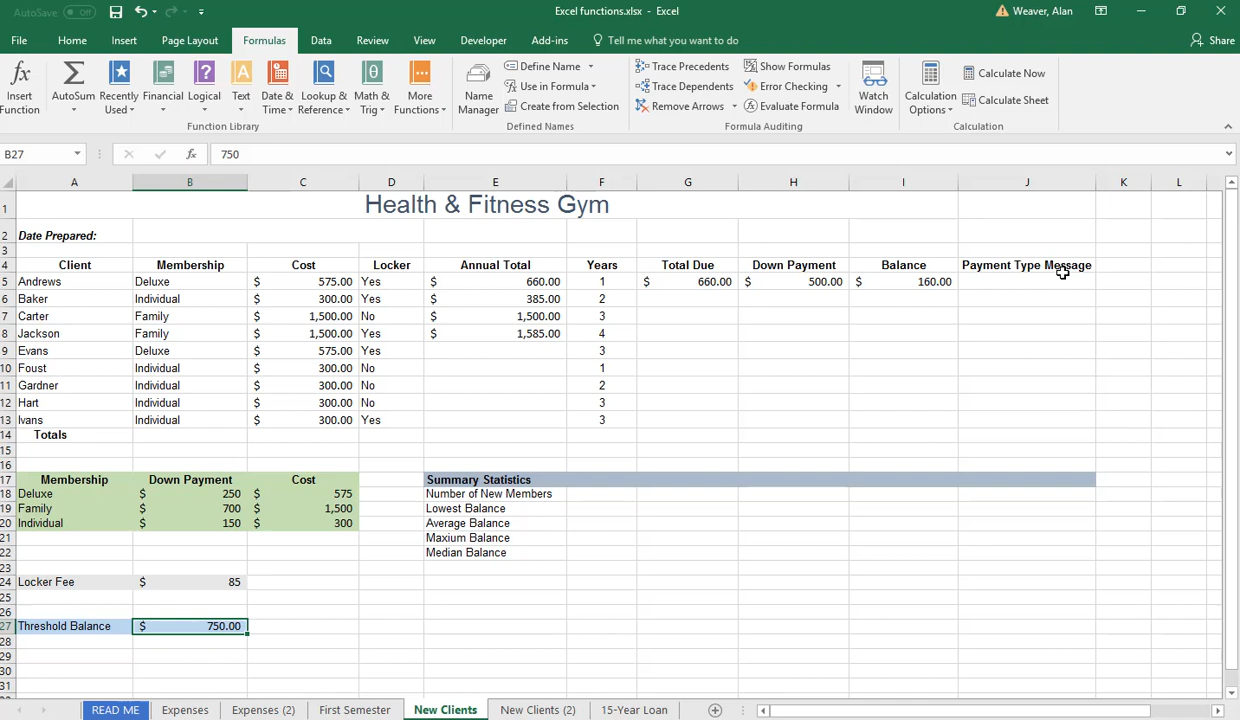 AutoSave Off Excel functions.xlsx - Excel Weaver, Alan
File Home Insert Page Layout Formulas Data Review View Developer Add-ins Tell me what you want to do Share
Insert Function AutoSum Recently Used Financial Logical Text Date & Time Lookup & Reference Math & Trig More Functions
Function Library
Name Manager Define Name Use in Formula Create from Selection
Defined Names
Trace Precedents Trace Dependents Remove Arrows Show Formulas Error Checking Evaluate Formula
Formula Auditing
Watch Window
Calculation Options Calculate Now Calculate Sheet
Calculation
B27 fx 750
A B C D E F G H I J K L
1 Health & Fitness Gym
2 Date Prepared:
3
4 Client Membership Cost Locker Annual Total Years Total Due Down Payment Balance Payment Type Message
5 Andrews Deluxe $ 575.00 Yes $ 660.00 1 $ 660.00 $ 500.00 $ 160.00
6 Baker Individual $ 300.00 Yes $ 385.00 2
7 Carter Family $ 1,500.00 No $ 1,500.00 3
8 Jackson Family $ 1,500.00 Yes $ 1,585.00 4
9 Evans Deluxe $ 575.00 Yes 3
10 Foust Individual $ 300.00 No 1
11 Gardner Individual $ 300.00 No 2
12 Hart Individual $ 300.00 No 3
13 Ivans Individual $ 300.00 Yes 3
14 Totals
15
16
17 Membership Down Payment Cost Summary Statistics
18 Deluxe $ 250 $ 575 Number of New Members
19 Family $ 700 $ 1,500 Lowest Balance
20 Individual $ 150 $ 300 Average Balance
21 Maxium Balance
22 Median Balance
23
24 Locker Fee $ 85
25
26
27 Threshold Balance $ 750.00
28
29
30
31
READ ME Expenses Expenses (2) First Semester New Clients New Clients (2) 15-Year Loan